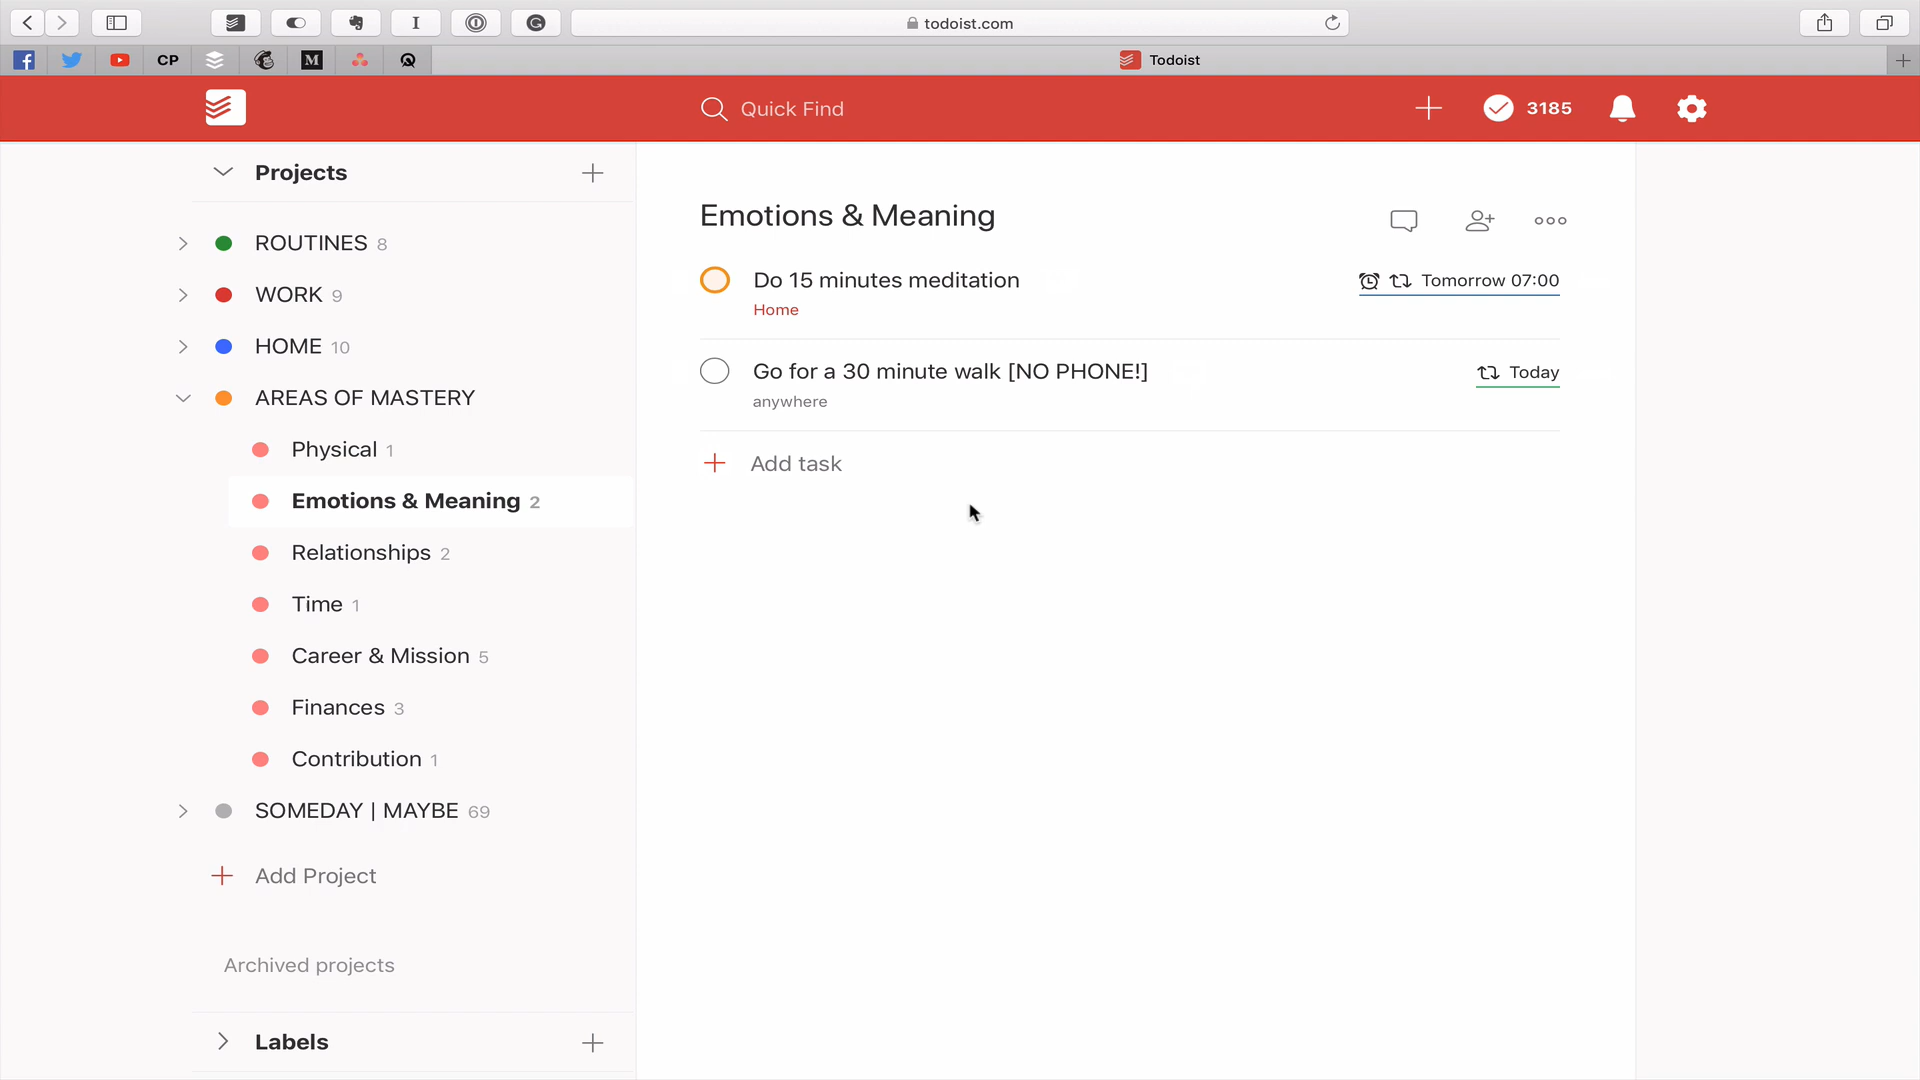 todoist.com
CP
M
Todoist
Quick Find
3185
Projects
ROUTINES 8
WORK 9
HOME 10
AREAS OF MASTERY
Physical 1
Emotions & Meaning 2
Relationships 2
Time 1
Career & Mission 5
Finances 3
Contribution 1
SOMEDAY | MAYBE 69
Add Project
Archived projects
Labels
Emotions & Meaning
Do 15 minutes meditation
Tomorrow 07:00
Home
Go for a 30 minute walk [NO PHONE!]
Today
anywhere
Add task